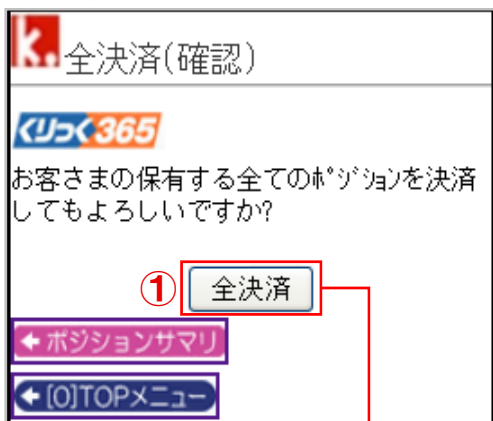 k.全決済(確認)
くりっく365
お客さまの保有する全てのﾎﾟｼﾞｼｮﾝを決済
してもよろしいですか?
① 全決済
ポジションサマリ
[0]TOPメニュー